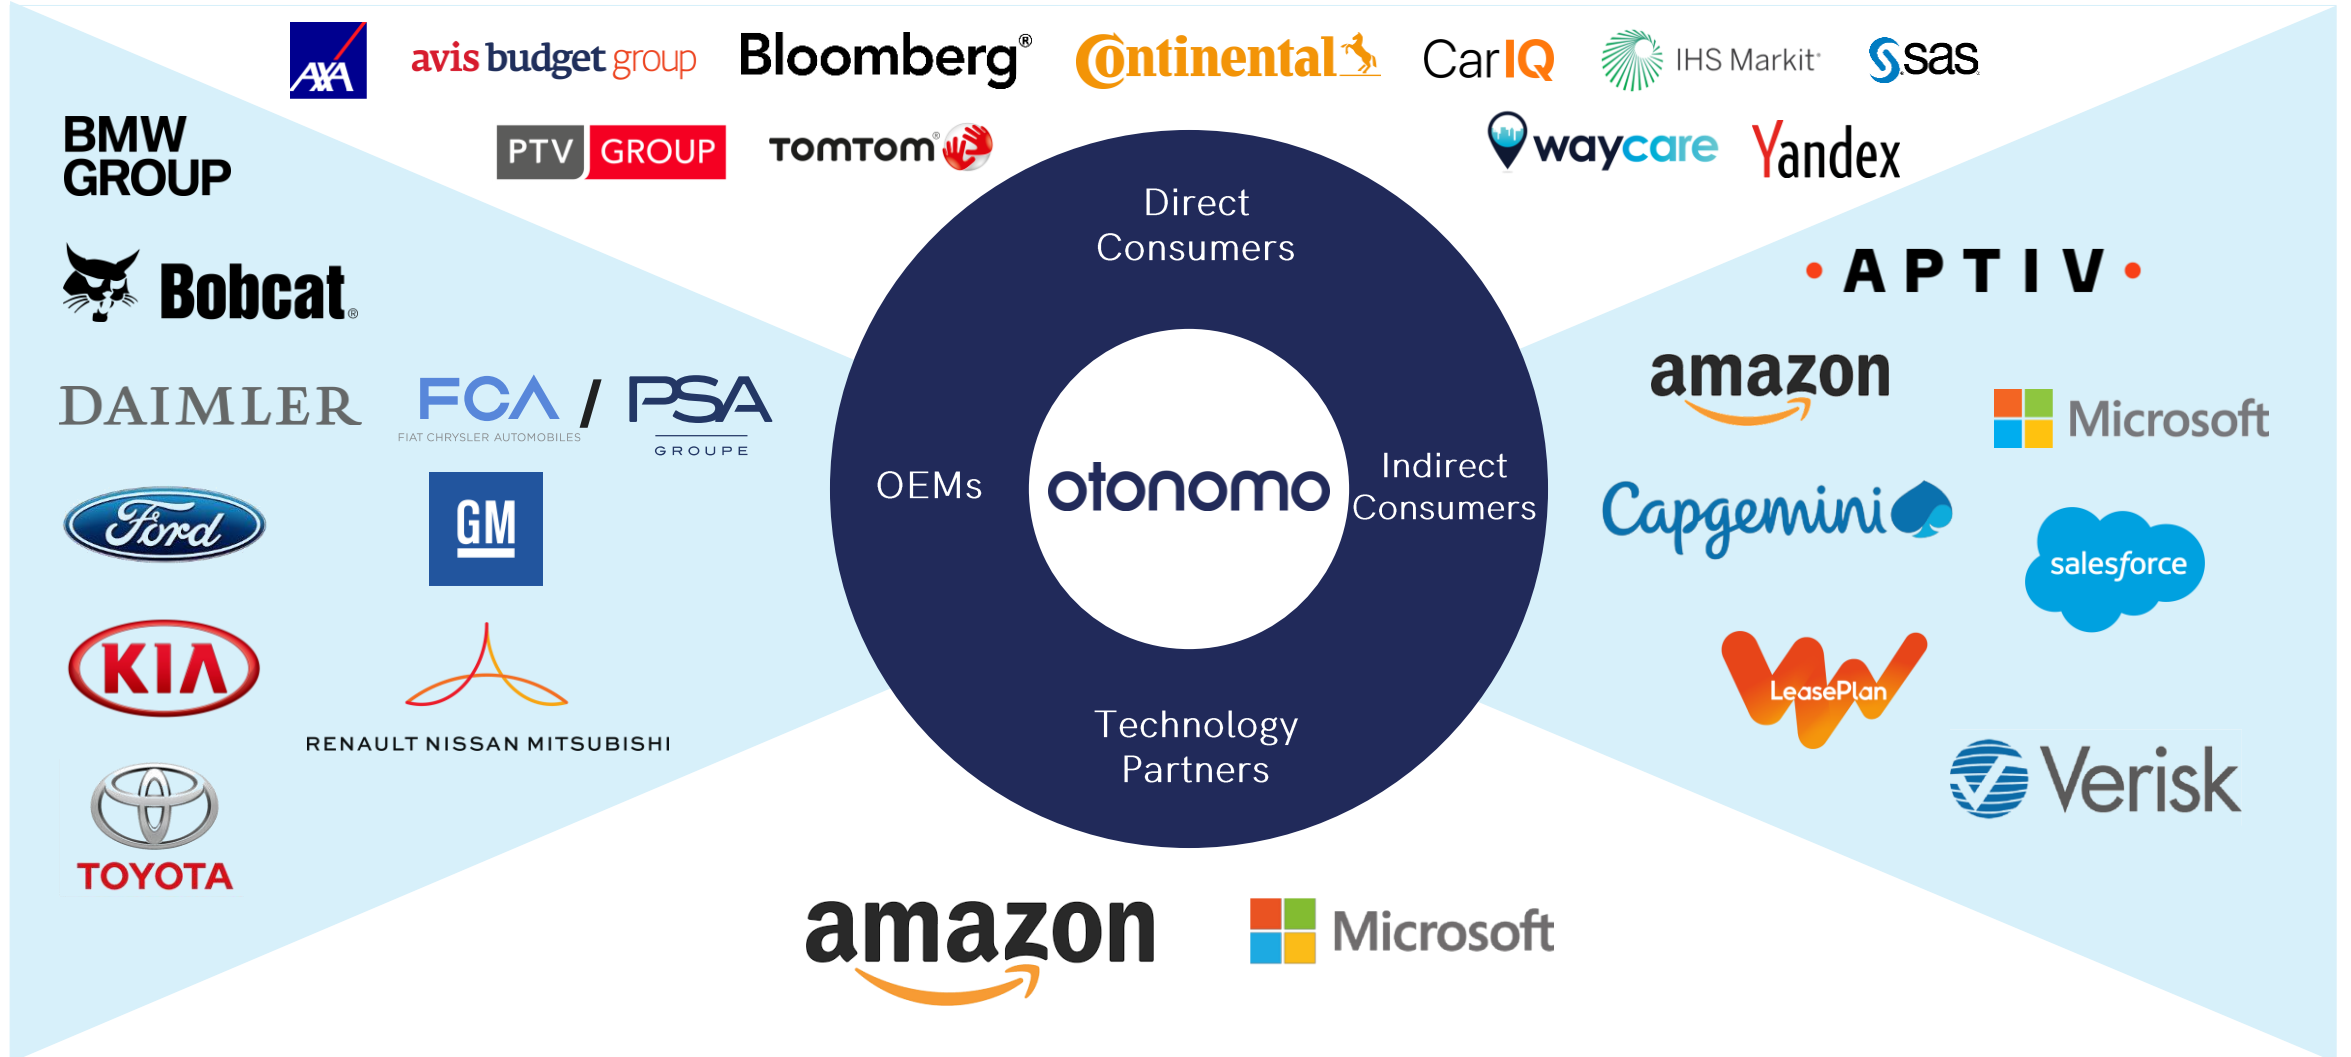 AXA
avis budget group
Bloomberg®
Continental
CarIQ
IHS Markit®
sas
PTV GROUP
TOMTOM®
waycare
Yandex
BMW
GROUP
Bobcat®
DAIMLER
FCA / PSA
FIAT CHRYSLER AUTOMOBILES
GROUPE
Ford
GM
KIA
RENAULT NISSAN MITSUBISHI
TOYOTA
Direct
Consumers
OEMs
otonomo
Indirect
Consumers
Technology
Partners
• APTIV •
amazon
Microsoft
Capgemini
salesforce
LeasePlan
Verisk
amazon
Microsoft